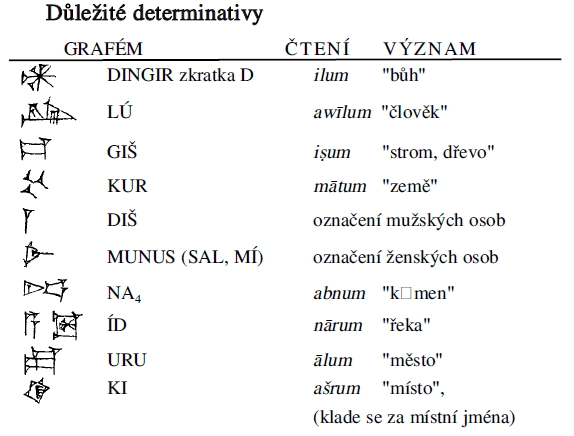 Důležité determinativy
GRAFÉM ČTENÍ VÝZNAM
DINGIR zkratka D ilum "bůh"
LÚ awīlum "člověk"
GIŠ iṣum "strom, dřevo"
KUR mātum "země"
DIŠ označení mužských osob
MUNUS (SAL, MÍ) označení ženských osob
NA₄ abnum "k□men"
ÍD nārum "řeka"
URU ālum "město"
KI ašrum "místo",
(klade se za místní jména)